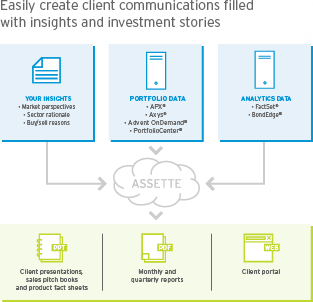 Easily create client communications filled
with insights and investment stories
YOUR INSIGHTS
• Market perspectives
• Sector rationale
• Buy/sell reasons
PORTFOLIO DATA
• APX®
• Axys®
• Advent OnDemand®
• PortfolioCenter®
ANALYTICS DATA
• FactSet®
• BondEdge®
ASSETTE
PPT
Client presentations,
sales pitch books
and product fact sheets
PDF
Monthly and
quarterly reports
WEB
Client portal